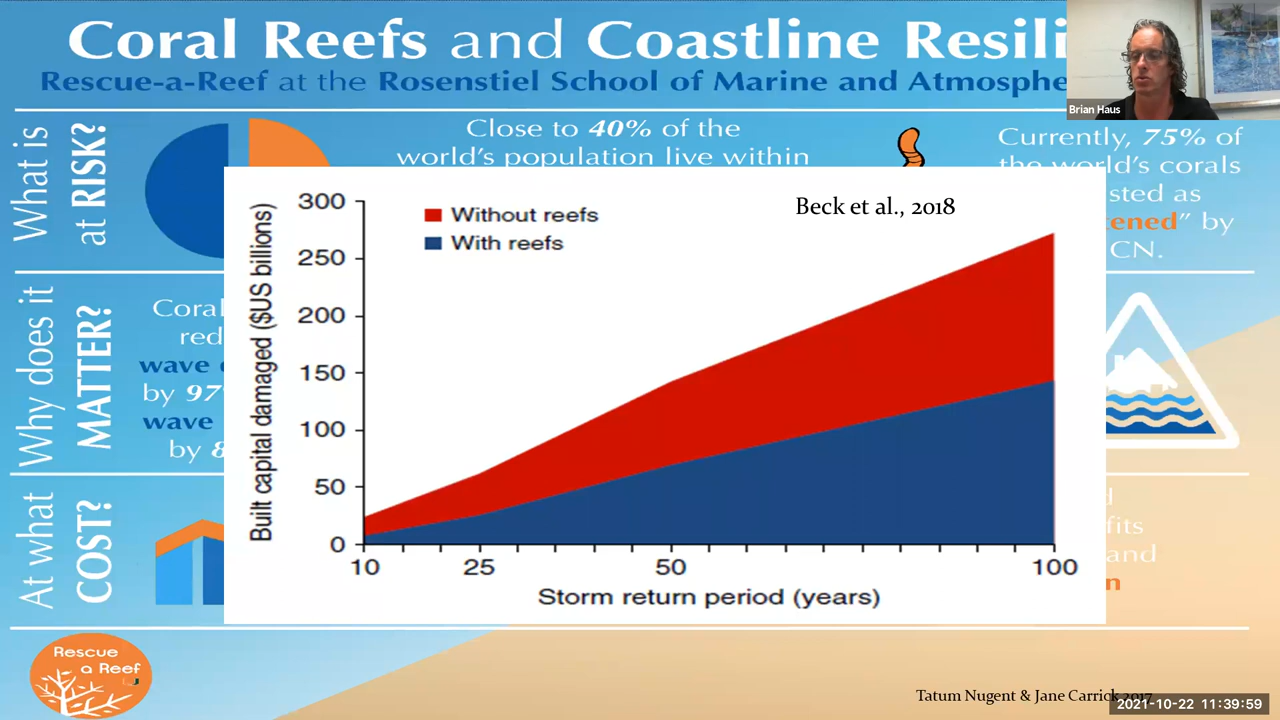 Coral Reefs and Coastline Resili
Rescue-a-Reef at the Rosenstiel School of Marine and Atmosphe
Brian Haus
What is
at RISK?
Close to 40% of the
world's population live within
Currently, 75% of
the world's corals
sted as
tened" by
CN.
Why does it
MATTER?
Coral
red
wave
by 97
wave
by 8
At what
COST?
fits
and
n
Beck et al., 2018
Without reefs
With reefs
Built capital damaged ($US billions)
300
250
200
150
100
50
0
10 25 50 100
Storm return period (years)
Rescue
a Reef
Tatum Nugent & Jane Carrick 2017
2021-10-22 11:39:59